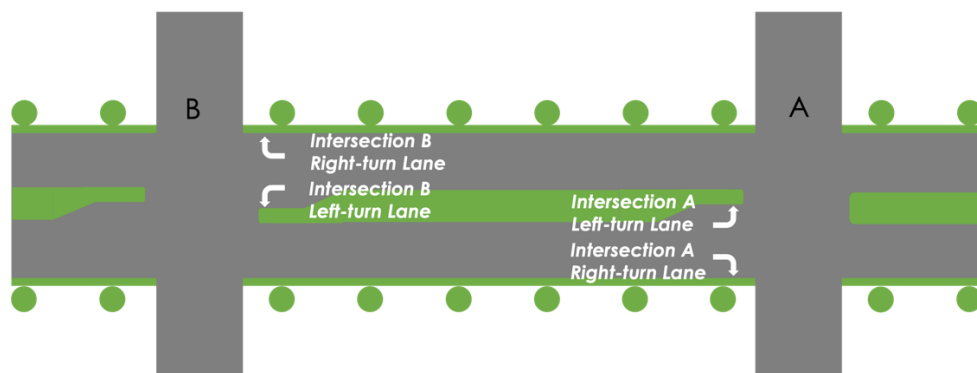 B
A
Intersection B
Right-turn Lane
Intersection B
Left-turn Lane
Intersection A
Left-turn Lane
Intersection A
Right-turn Lane